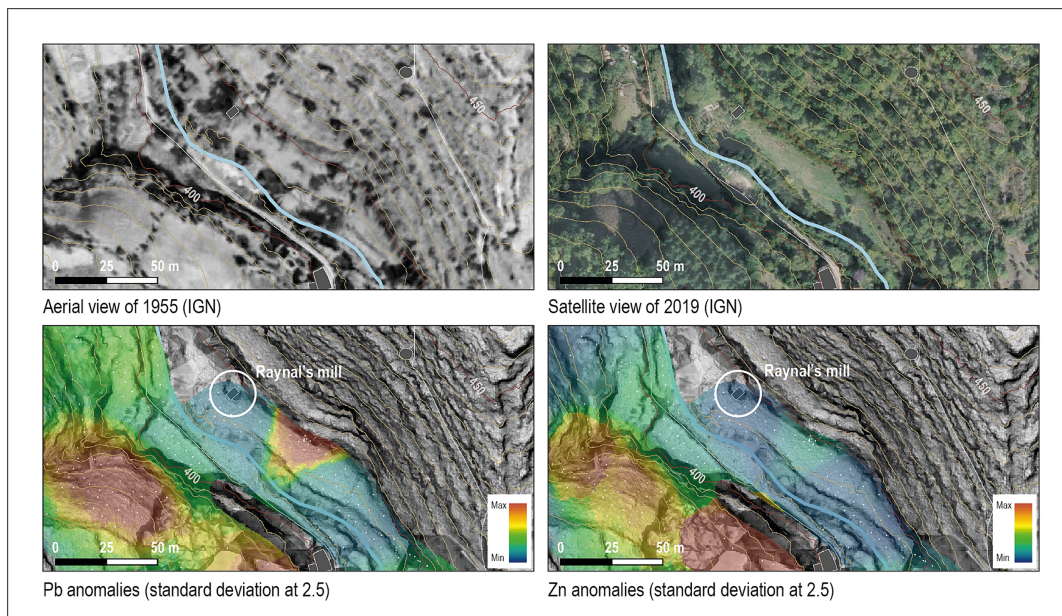 450
400
0 25 50 m
Aerial view of 1955 (IGN)
450
400
0 25 50 m
Satellite view of 2019 (IGN)
Raynal's mill
450
400
0 25 50 m
Max
Min
Pb anomalies (standard deviation at 2.5)
Raynal's mill
450
400
0 25 50 m
Max
Min
Zn anomalies (standard deviation at 2.5)